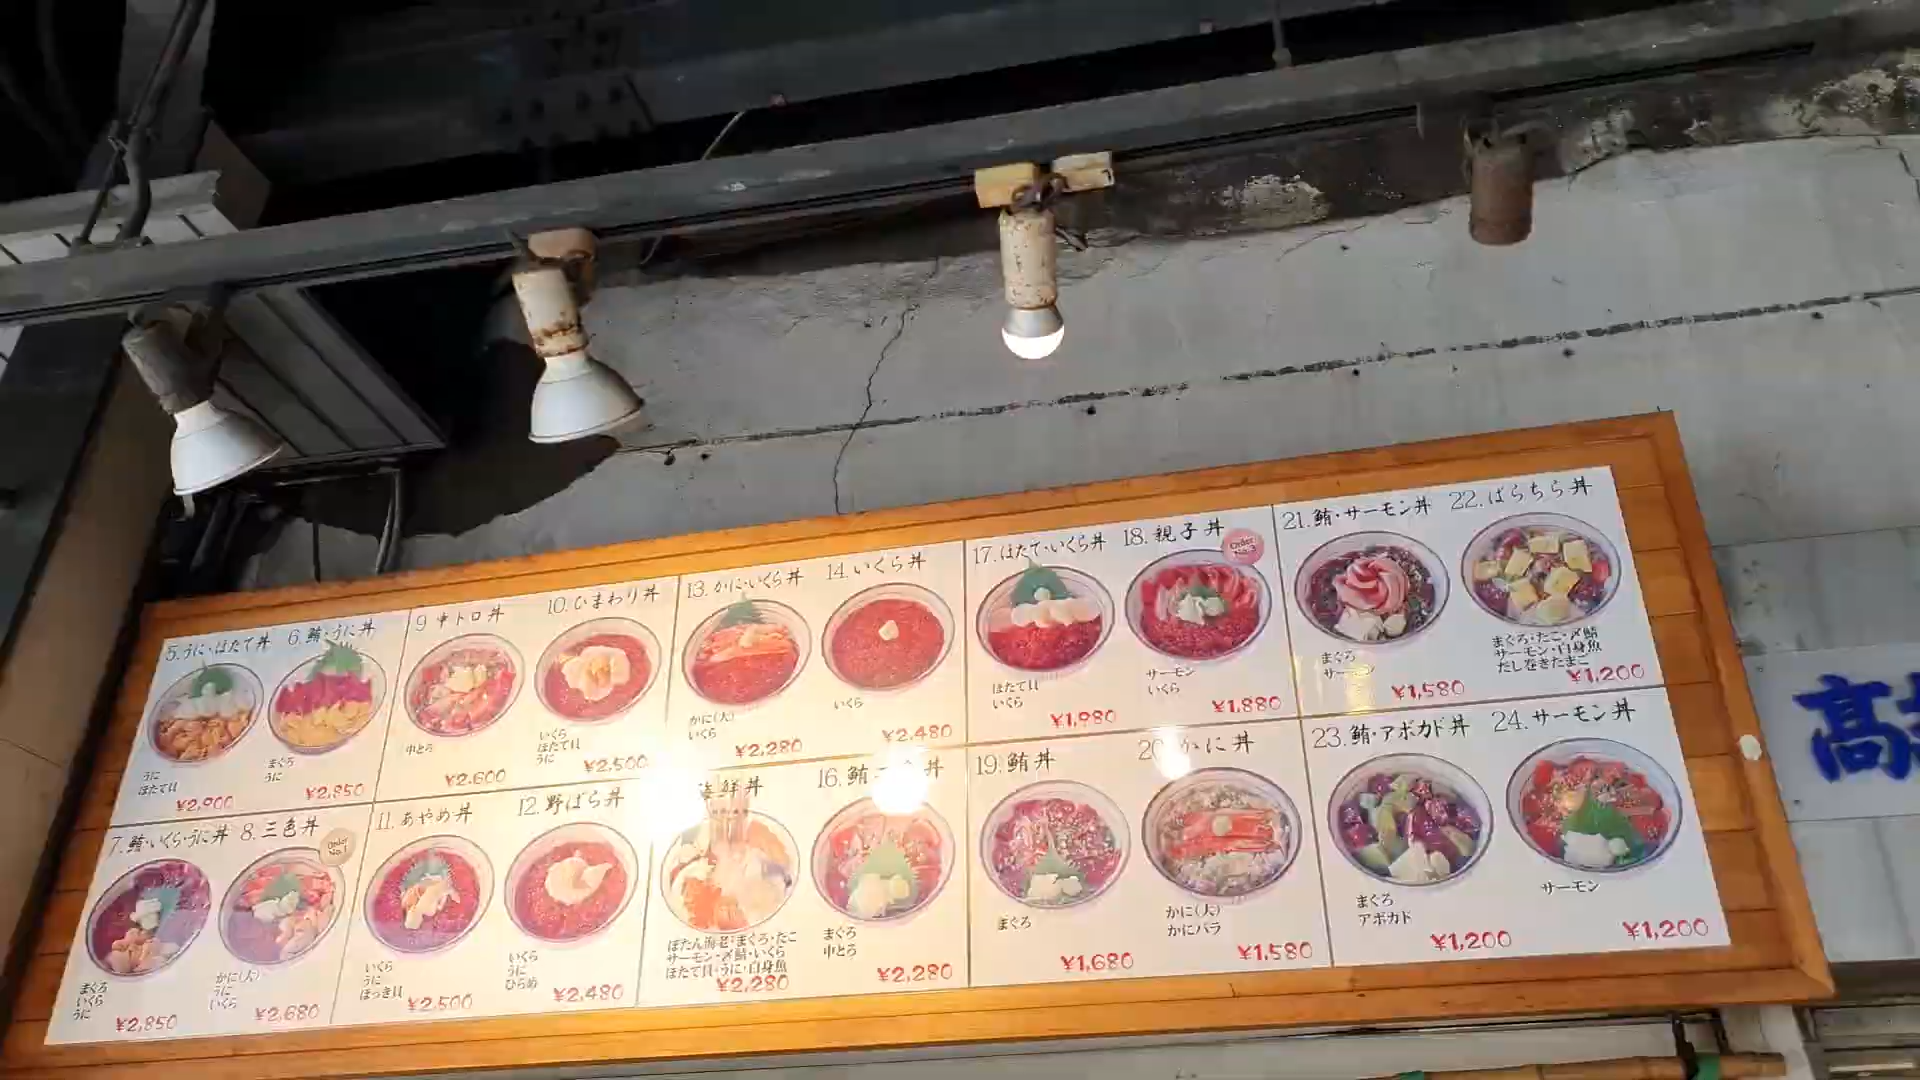 5.うに・ほたて丼
うに
ほたて貝
¥2,900
6.鮪・うに丼
まぐろ
うに
¥2,850
7.鮪・いくら・うに丼
まぐろ
いくら
うに
¥2,850
8.三色丼
Order No.1
かに(大)
うに
いくら
¥2,680
9 中トロ丼
中とろ
¥2,600
10.ひまわり丼
いくら
ほたて貝
うに
¥2,500
11.あやめ丼
いくら
うに
ほっき貝
¥2,500
12.野ばら丼
いくら
うに
ひらめ
¥2,480
13.かに・いくら丼
かに(大)
いくら
¥2,280
14.いくら丼
いくら
¥2,480
海鮮丼
ぼたん海老・まぐろ・たこ
サーモン・〆鯖・いくら
ほたて貝・うに・白身魚
¥2,280
16.鮪
丼
まぐろ
中とろ
¥2,280
17.ほたて・いくら丼
ほたて貝
いくら
¥1,980
18.親子丼
Order No.3
サーモン
いくら
¥1,880
19.鮪丼
まぐろ
¥1,680
20.かに丼
かに(大)
かにバラ
¥1,580
21.鮪・サーモン丼
まぐろ
サーモン
¥1,580
22.ばらちら丼
まぐろ・たこ・〆鯖
サーモン・白身魚
だし巻きたまご
¥1,200
23.鮪・アボカド丼
まぐろ
アボカド
¥1,200
24.サーモン丼
サーモン
¥1,200
高